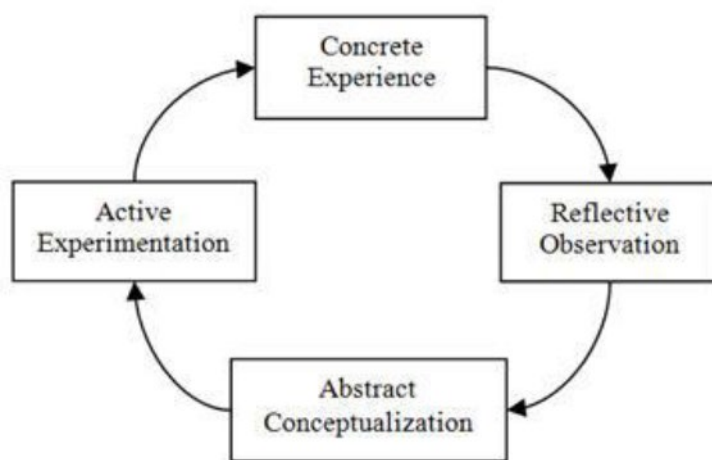 Concrete
Experience
Reflective
Observation
Abstract
Conceptualization
Active
Experimentation